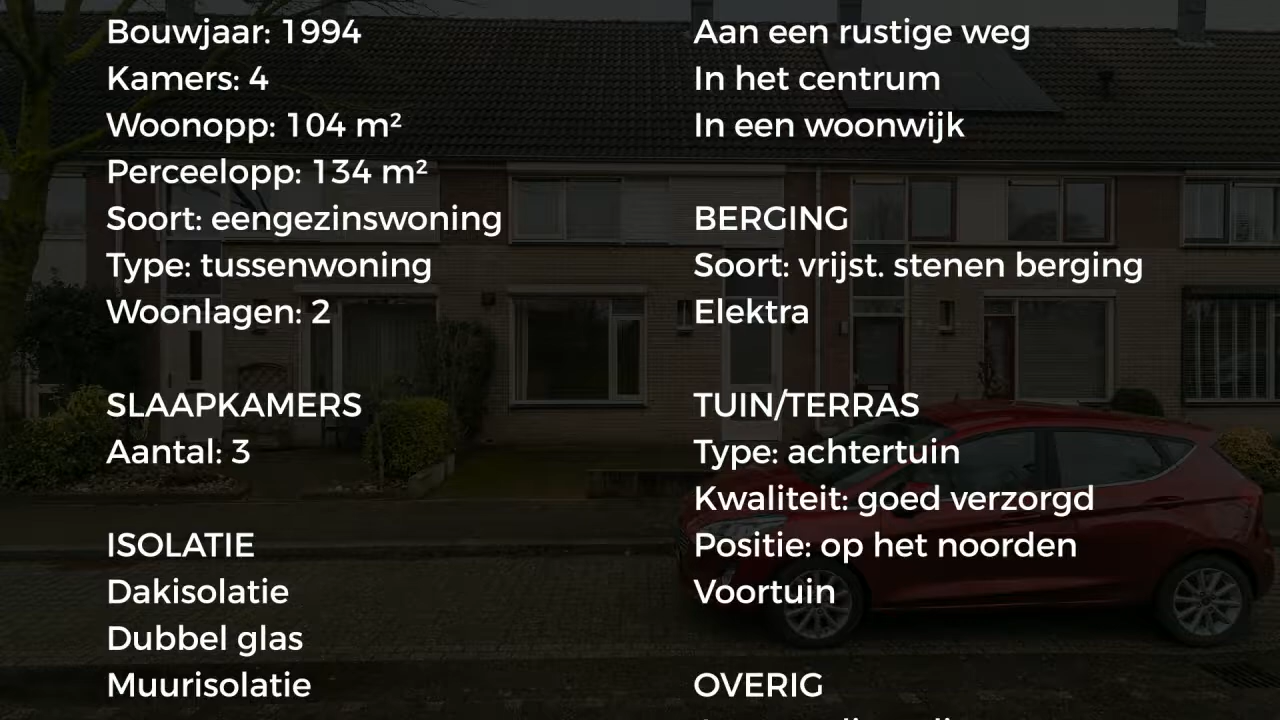 Bouwjaar: 1994
Kamers: 4
Woonopp: 104 m²
Perceelopp: 134 m²
Soort: eengezinswoning
Type: tussenwoning
Woonlagen: 2
SLAAPKAMERS
Aantal: 3
ISOLATIE
Dakisolatie
Dubbel glas
Muurisolatie
Aan een rustige weg
In het centrum
In een woonwijk
BERGING
Soort: vrijst. stenen berging
Elektra
TUIN/TERRAS
Type: achtertuin
Kwaliteit: goed verzorgd
Positie: op het noorden
Voortuin
OVERIG